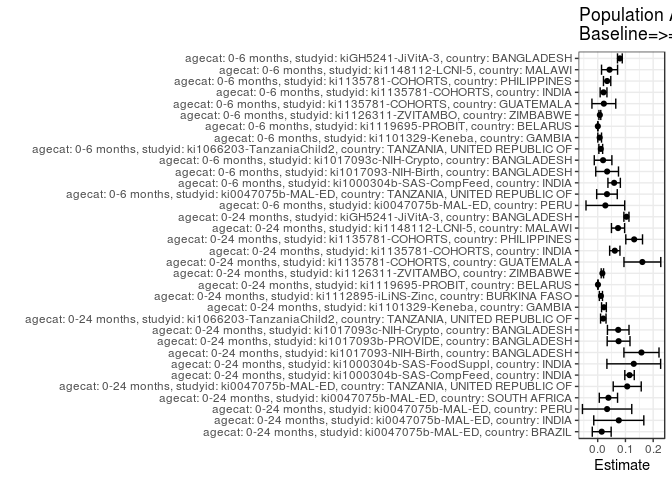 Population A
Baseline=>=
agecat: 0-6 months, studyid: kiGH5241-JiVitA-3, country: BANGLADESH
agecat: 0-6 months, studyid: ki1148112-LCNI-5, country: MALAWI
agecat: 0-6 months, studyid: ki1135781-COHORTS, country: PHILIPPINES
agecat: 0-6 months, studyid: ki1135781-COHORTS, country: INDIA
agecat: 0-6 months, studyid: ki1135781-COHORTS, country: GUATEMALA
agecat: 0-6 months, studyid: ki1126311-ZVITAMBO, country: ZIMBABWE
agecat: 0-6 months, studyid: ki1119695-PROBIT, country: BELARUS
agecat: 0-6 months, studyid: ki1101329-Keneba, country: GAMBIA
agecat: 0-6 months, studyid: ki1066203-TanzaniaChild2, country: TANZANIA, UNITED REPUBLIC OF
agecat: 0-6 months, studyid: ki1017093c-NIH-Crypto, country: BANGLADESH
agecat: 0-6 months, studyid: ki1017093-NIH-Birth, country: BANGLADESH
agecat: 0-6 months, studyid: ki1000304b-SAS-CompFeed, country: INDIA
agecat: 0-6 months, studyid: ki0047075b-MAL-ED, country: TANZANIA, UNITED REPUBLIC OF
agecat: 0-6 months, studyid: ki0047075b-MAL-ED, country: PERU
agecat: 0-24 months, studyid: kiGH5241-JiVitA-3, country: BANGLADESH
agecat: 0-24 months, studyid: ki1148112-LCNI-5, country: MALAWI
agecat: 0-24 months, studyid: ki1135781-COHORTS, country: PHILIPPINES
agecat: 0-24 months, studyid: ki1135781-COHORTS, country: INDIA
agecat: 0-24 months, studyid: ki1135781-COHORTS, country: GUATEMALA
agecat: 0-24 months, studyid: ki1126311-ZVITAMBO, country: ZIMBABWE
agecat: 0-24 months, studyid: ki1119695-PROBIT, country: BELARUS
agecat: 0-24 months, studyid: ki1112895-iLiNS-Zinc, country: BURKINA FASO
agecat: 0-24 months, studyid: ki1101329-Keneba, country: GAMBIA
agecat: 0-24 months, studyid: ki1066203-TanzaniaChild2, country: TANZANIA, UNITED REPUBLIC OF
agecat: 0-24 months, studyid: ki1017093c-NIH-Crypto, country: BANGLADESH
agecat: 0-24 months, studyid: ki1017093b-PROVIDE, country: BANGLADESH
agecat: 0-24 months, studyid: ki1017093-NIH-Birth, country: BANGLADESH
agecat: 0-24 months, studyid: ki1000304b-SAS-FoodSuppl, country: INDIA
agecat: 0-24 months, studyid: ki1000304b-SAS-CompFeed, country: INDIA
agecat: 0-24 months, studyid: ki0047075b-MAL-ED, country: TANZANIA, UNITED REPUBLIC OF
agecat: 0-24 months, studyid: ki0047075b-MAL-ED, country: SOUTH AFRICA
agecat: 0-24 months, studyid: ki0047075b-MAL-ED, country: PERU
agecat: 0-24 months, studyid: ki0047075b-MAL-ED, country: INDIA
agecat: 0-24 months, studyid: ki0047075b-MAL-ED, country: BRAZIL
0.0 0.1 0.2
Estimate